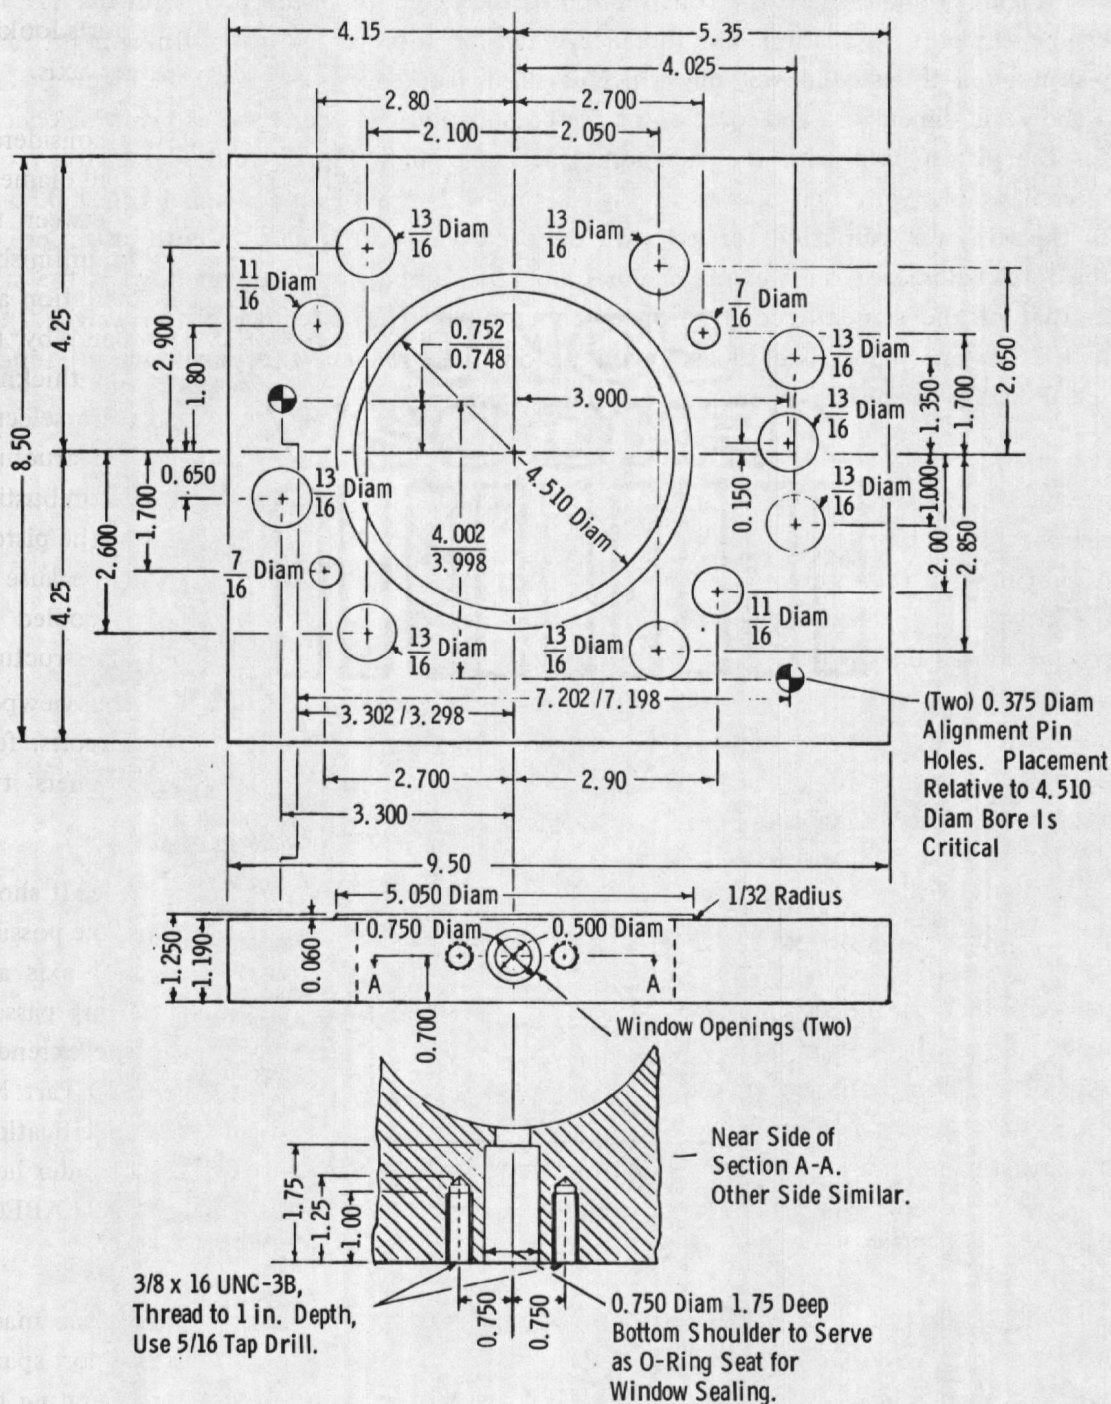 4.15
5.35
4.025
2.80
2.700
2.100
2.050
13/16 Diam
13/16 Diam
11/16 Diam
7/16 Diam
0.752
0.748
13/16 Diam
3.900
13/16 Diam
4.25
2.900
1.80
8.50
0.650
13/16 Diam
4.510 Diam
0.150
13/16 Diam
1.350
1.700
2.650
1.000
2.00
2.850
4.25
2.600
1.700
7/16 Diam
4.002
3.998
13/16 Diam
13/16 Diam
11/16 Diam
7.202/7.198
3.302/3.298
(Two) 0.375 Diam
Alignment Pin
Holes. Placement
Relative to 4.510
Diam Bore Is
Critical
2.700
2.90
3.300
9.50
5.050 Diam
1/32 Radius
1.250
1.190
0.060
0.750 Diam
0.500 Diam
A
A
0.700
Window Openings (Two)
1.75
1.25
1.00
Near Side of
Section A-A.
Other Side Similar.
3/8 x 16 UNC-3B,
Thread to 1 in. Depth,
Use 5/16 Tap Drill.
0.750
0.750
0.750 Diam 1.75 Deep
Bottom Shoulder to Serve
as O-Ring Seat for
Window Sealing.